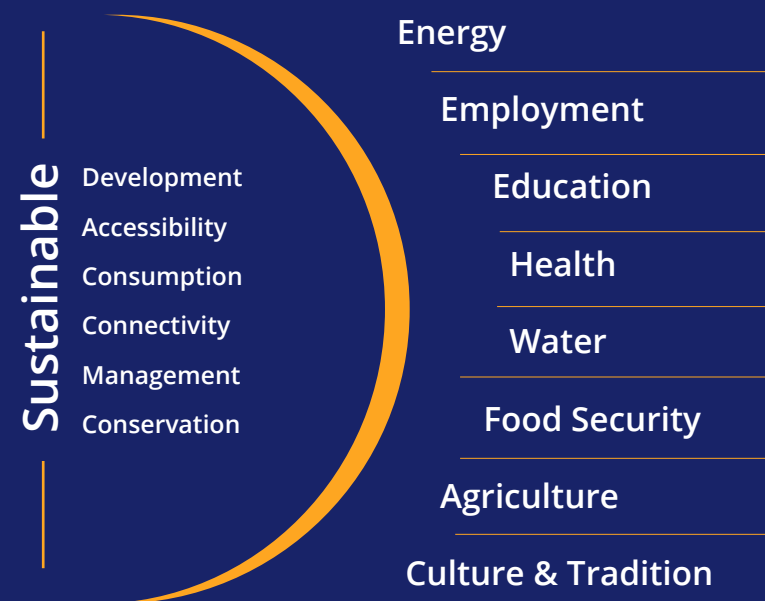 Sustainable
Development
Accessibility
Consumption
Connectivity
Management
Conservation
Energy
Employment
Education
Health
Water
Food Security
Agriculture
Culture & Tradition